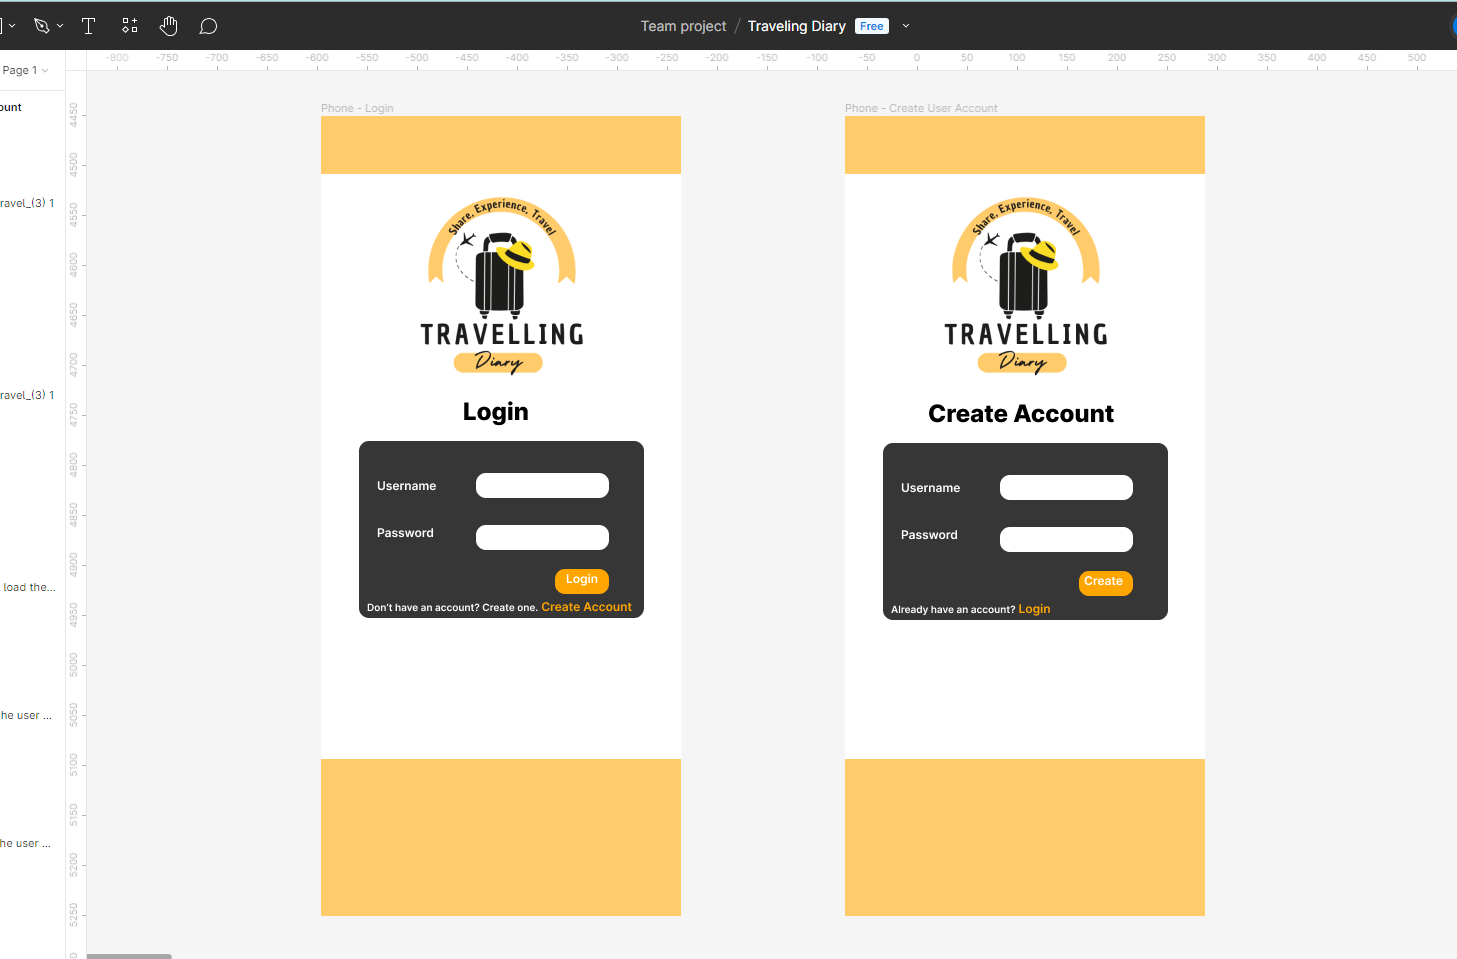 Team project / Traveling Diary Free
-800 -750 -700 -650 -600 -550 -500 -450 -400 -350 -300 -250 -200 -150 -100 -50 0 50 100 150 200 250 300 350 400 450 500
Page 1
ount
ravel_(3) 1
ravel_(3) 1
load the...
he user ...
he user ...
4450
4500
4550
4600
4650
4700
4750
4800
4850
4900
4950
5000
5050
5100
5150
5200
5250
0
Phone - Login
Share, Experience, Travel
TRAVELLING
Diary
Login
Username
Password
Login
Don't have an account? Create one. Create Account
Phone - Create User Account
Share, Experience, Travel
TRAVELLING
Diary
Create Account
Username
Password
Create
Already have an account? Login